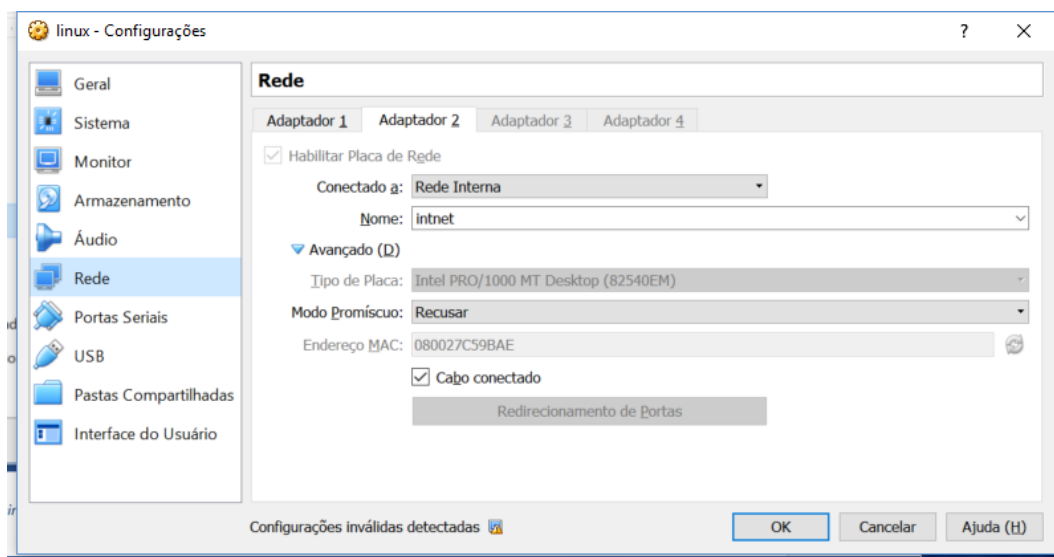 linux - Configurações
?
Geral
Sistema
Monitor
Armazenamento
Áudio
Rede
Portas Seriais
USB
Pastas Compartilhadas
Interface do Usuário
Rede
Adaptador 1 Adaptador 2 Adaptador 3 Adaptador 4
Habilitar Placa de Rede
Conectado a: Rede Interna
Nome: intnet
Avançado (D)
Tipo de Placa: Intel PRO/1000 MT Desktop (82540EM)
Modo Promíscuo: Recusar
Endereço MAC: 080027C59BAE
Cabo conectado
Redirecionamento de Portas
Configurações inválidas detectadas
OK Cancelar Ajuda (H)